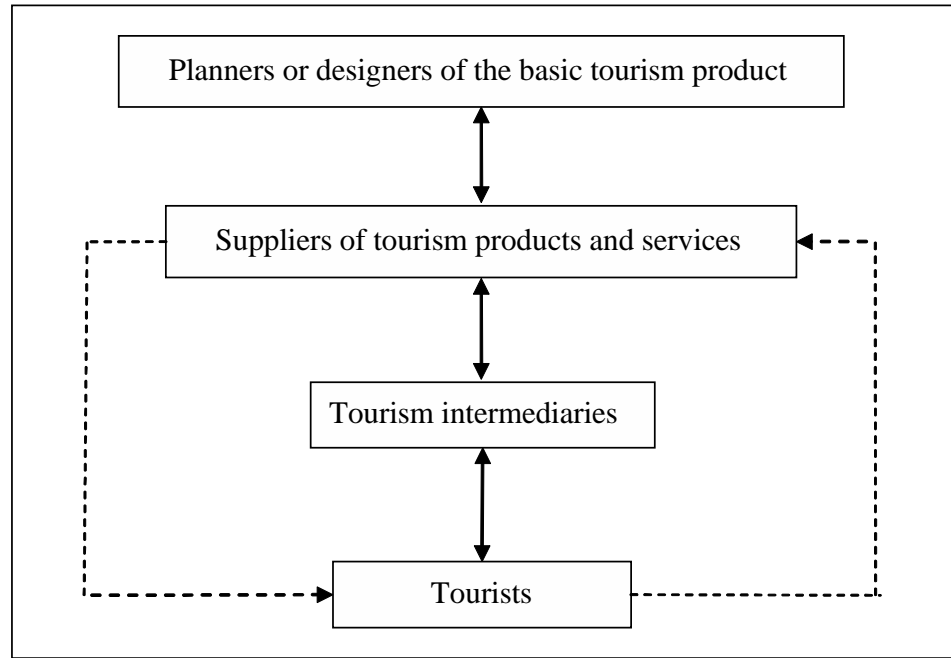 Planners or designers of the basic tourism product
Suppliers of tourism products and services
Tourism intermediaries
Tourists